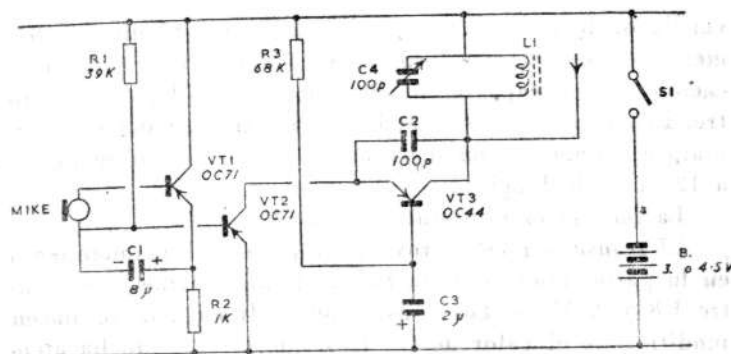 R1
39K
R3
68K
C4
100p
L1
S1
C2
100p
VT1
OC71
VT2
OC71
VT3
OC44
MIKE
C1
- +
8μ
R2
1K
C3
2μ
+
B.
3. o 4·5V